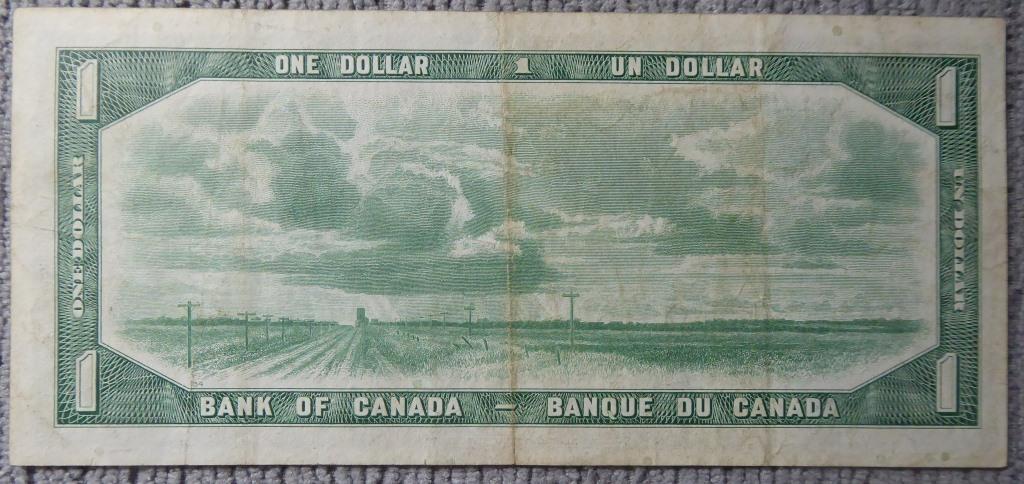 ONE DOLLAR 1 UN DOLLAR
1 1
ONE DOLLAR
UN DOLLAR
1 1
BANK OF CANADA — BANQUE DU CANADA